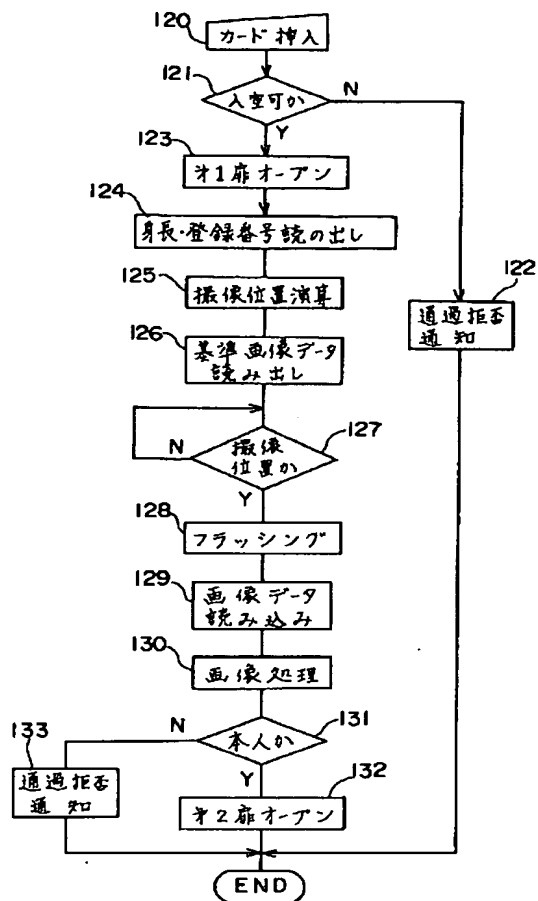 120
カード挿入
121
入室可か
N
Y
123
第1扉オープン
124
身長・登録番号読の出し
125
撮像位置演算
122
通過拒否
通知
126
基準画像データ
読み出し
127
撮像
位置か
N
Y
128
フラッシング
129
画像データ
読み込み
130
画像処理
131
本人か
N
Y
133
通過拒否
通知
132
第2扉オープン
END